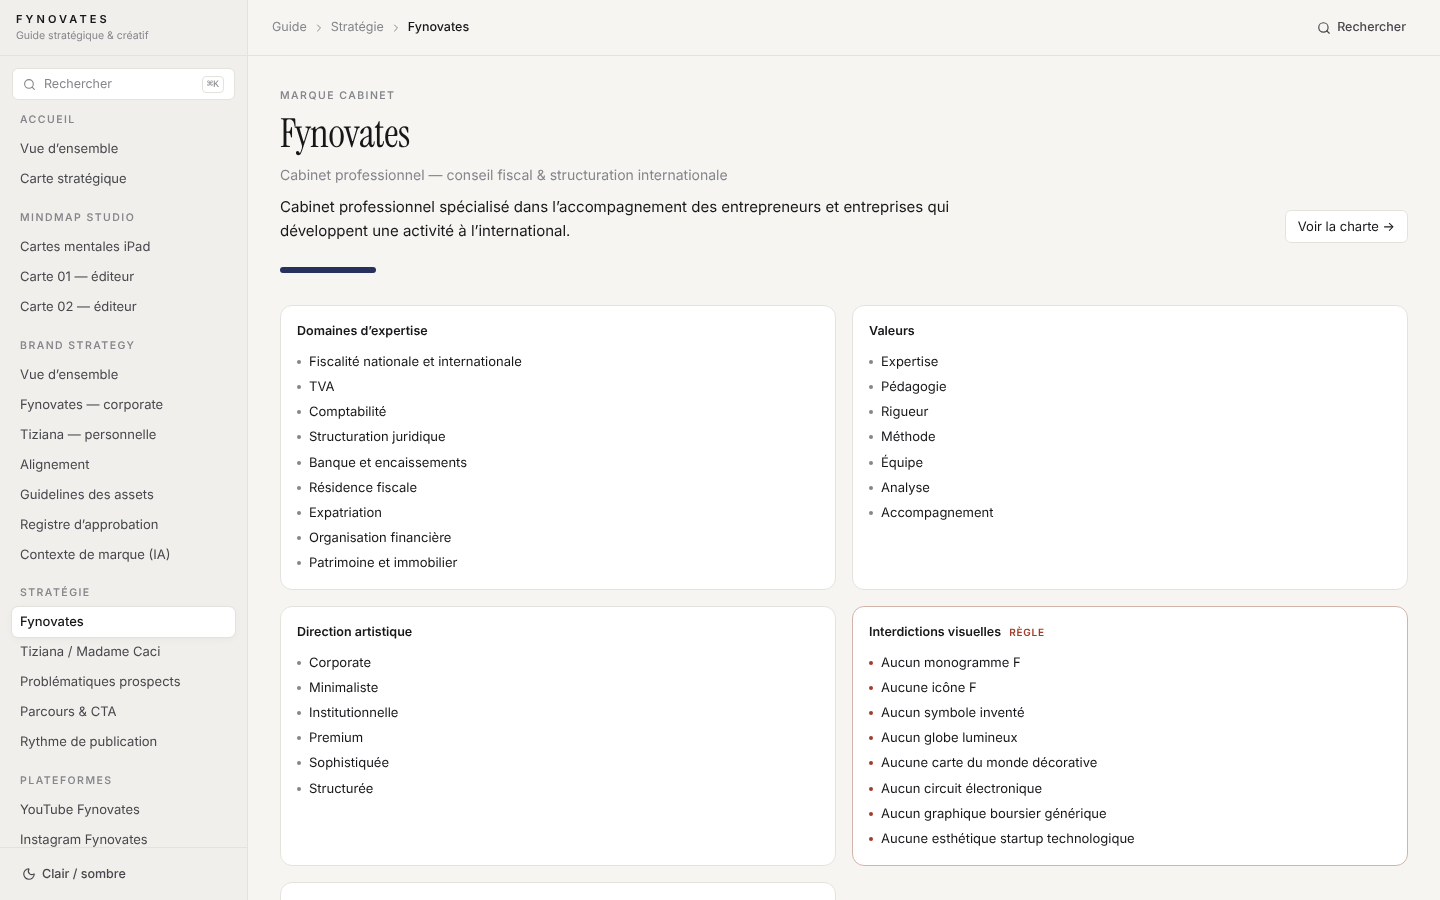 FYNOVATES
Guide stratégique & créatif
Rechercher
⌘K
ACCUEIL
Vue d’ensemble
Carte stratégique
MINDMAP STUDIO
Cartes mentales iPad
Carte 01 — éditeur
Carte 02 — éditeur
BRAND STRATEGY
Vue d’ensemble
Fynovates — corporate
Tiziana — personnelle
Alignement
Guidelines des assets
Registre d’approbation
Contexte de marque (IA)
STRATÉGIE
Fynovates
Tiziana / Madame Caci
Problématiques prospects
Parcours & CTA
Rythme de publication
PLATEFORMES
YouTube Fynovates
Instagram Fynovates
Clair / sombre
Guide > Stratégie > Fynovates
Rechercher
MARQUE CABINET
Fynovates
Cabinet professionnel — conseil fiscal & structuration internationale
Cabinet professionnel spécialisé dans l’accompagnement des entrepreneurs et entreprises qui
développent une activité à l’international.
Voir la charte →
Domaines d’expertise
Fiscalité nationale et internationale
TVA
Comptabilité
Structuration juridique
Banque et encaissements
Résidence fiscale
Expatriation
Organisation financière
Patrimoine et immobilier
Valeurs
Expertise
Pédagogie
Rigueur
Méthode
Équipe
Analyse
Accompagnement
Direction artistique
Corporate
Minimaliste
Institutionnelle
Premium
Sophistiquée
Structurée
Interdictions visuelles RÈGLE
Aucun monogramme F
Aucune icône F
Aucun symbole inventé
Aucun globe lumineux
Aucune carte du monde décorative
Aucun circuit électronique
Aucun graphique boursier générique
Aucune esthétique startup technologique